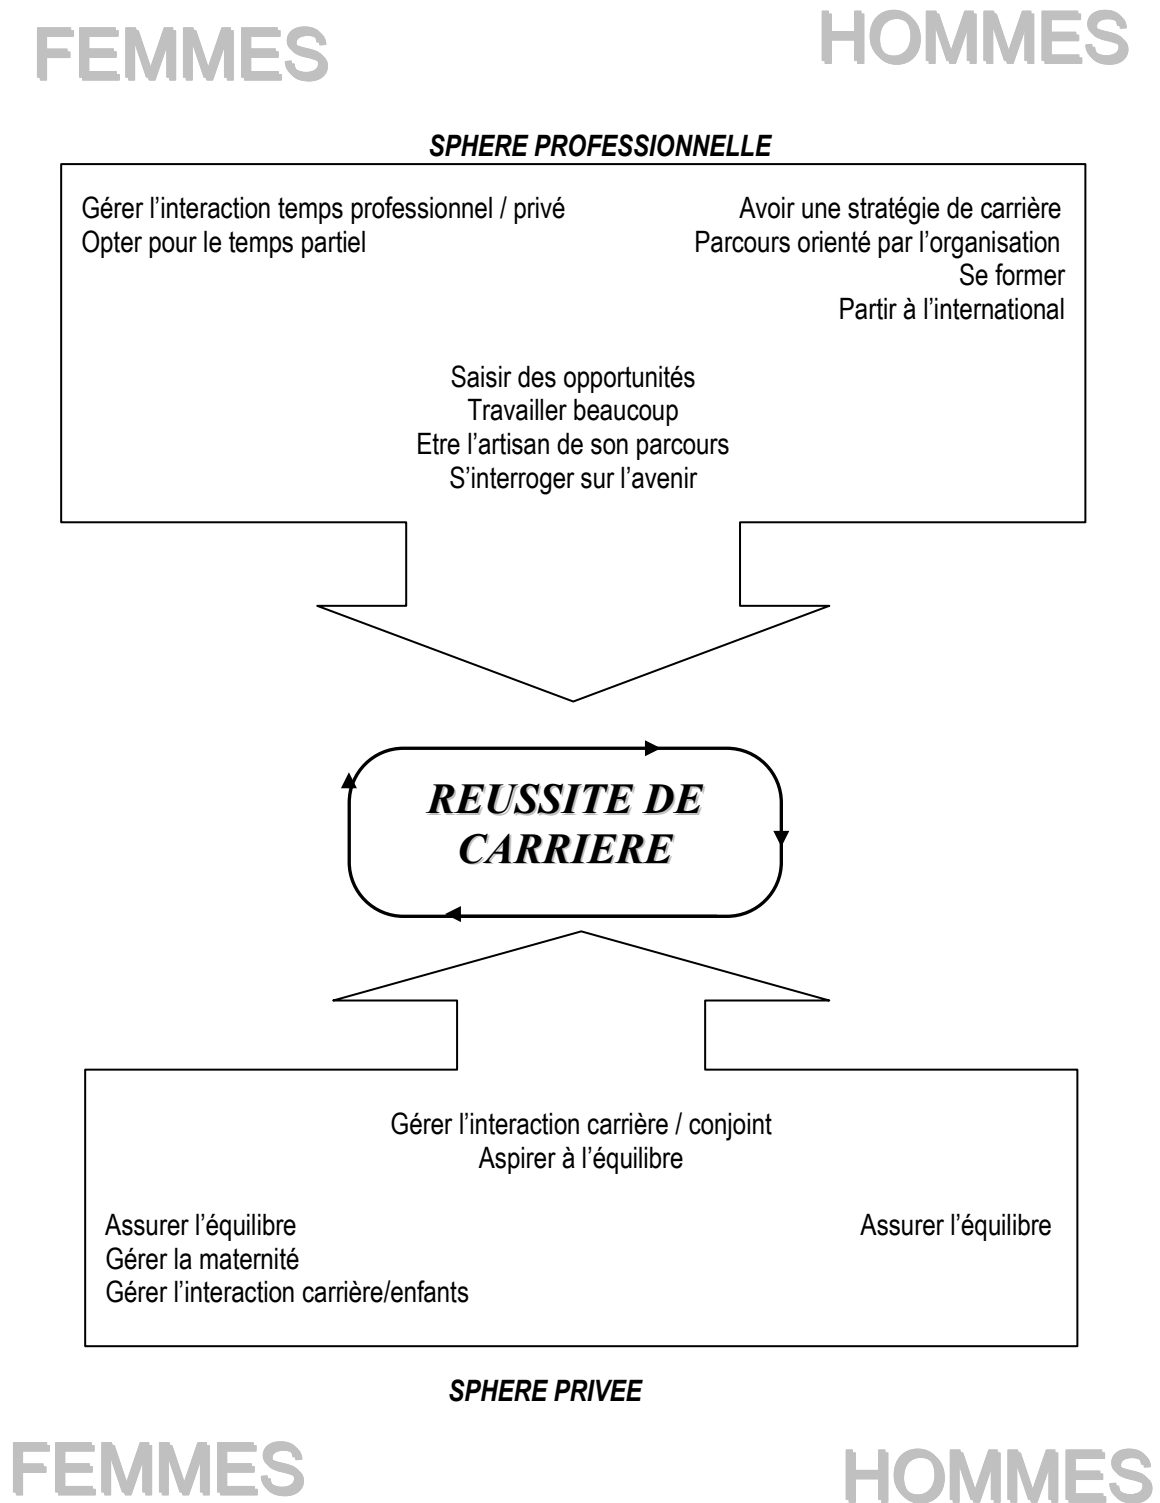 FEMMES
HOMMES
SPHERE PROFESSIONNELLE
Gérer l’interaction temps professionnel / privé
Opter pour le temps partiel
Avoir une stratégie de carrière
Parcours orienté par l’organisation
Se former
Partir à l’international
Saisir des opportunités
Travailler beaucoup
Etre l’artisan de son parcours
S’interroger sur l’avenir
REUSSITE DE
CARRIERE
Gérer l’interaction carrière / conjoint
Aspirer à l’équilibre
Assurer l’équilibre
Gérer la maternité
Gérer l’interaction carrière/enfants
Assurer l’équilibre
SPHERE PRIVEE
FEMMES
HOMMES